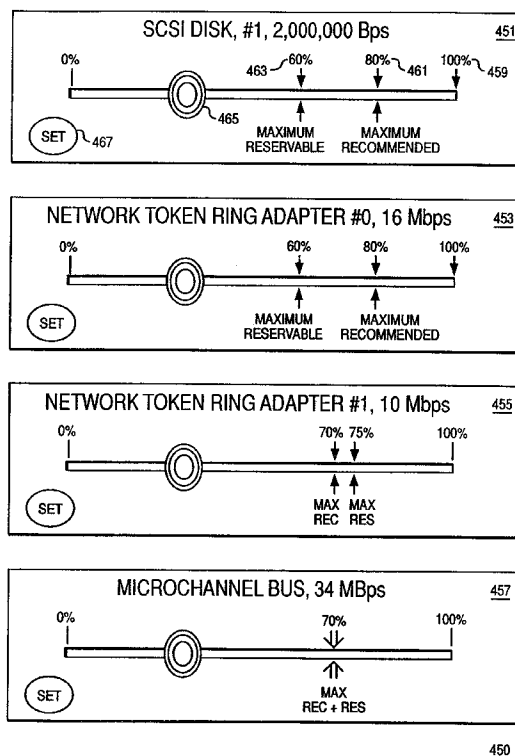 SCSI DISK, #1, 2,000,000 Bps 451
0% 463 60% 80% 461 100% 459
465
SET 467 MAXIMUM RESERVABLE MAXIMUM RECOMMENDED
NETWORK TOKEN RING ADAPTER #0, 16 Mbps 453
0% 60% 80% 100%
SET MAXIMUM RESERVABLE MAXIMUM RECOMMENDED
NETWORK TOKEN RING ADAPTER #1, 10 Mbps 455
0% 70% 75% 100%
SET MAX REC MAX RES
MICROCHANNEL BUS, 34 MBps 457
0% 70% 100%
SET MAX REC + RES
450